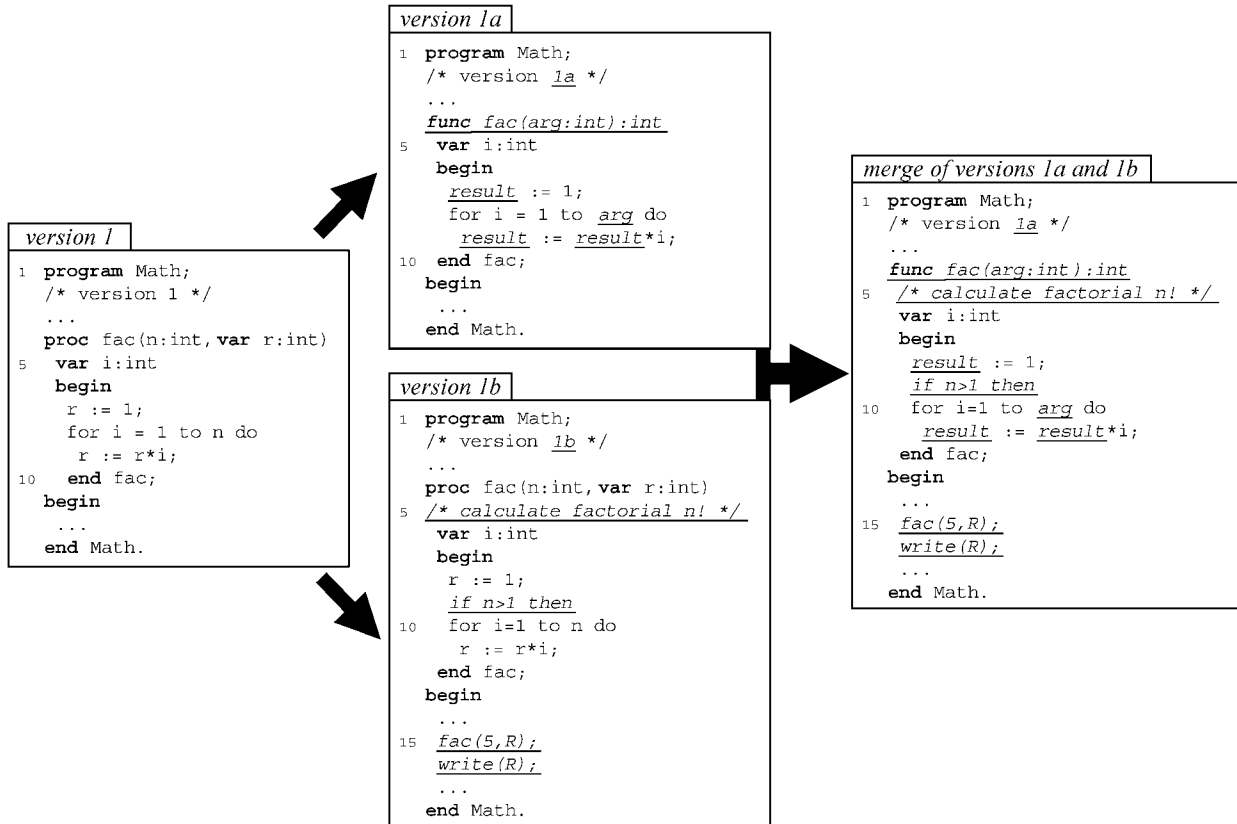 version 1
1 program Math;
/* version 1 */
...
proc fac(n:int,var r:int)
5 var i:int
begin
r := 1;
for i = 1 to n do
r := r*i;
10 end fac;
begin
...
end Math.
version 1a
1 program Math;
/* version 1a */
...
func fac(arg:int):int
5 var i:int
begin
result := 1;
for i = 1 to arg do
result := result*i;
10 end fac;
begin
...
end Math.
version 1b
1 program Math;
/* version 1b */
...
proc fac(n:int,var r:int)
5 /* calculate factorial n! */
var i:int
begin
r := 1;
if n>1 then
10 for i=1 to n do
r := r*i;
end fac;
begin
...
15 fac(5,R);
write(R);
...
end Math.
merge of versions 1a and 1b
1 program Math;
/* version 1a */
...
func fac(arg:int):int
5 /* calculate factorial n! */
var i:int
begin
result := 1;
if n>1 then
10 for i=1 to arg do
result := result*i;
end fac;
begin
...
15 fac(5,R);
write(R);
...
end Math.